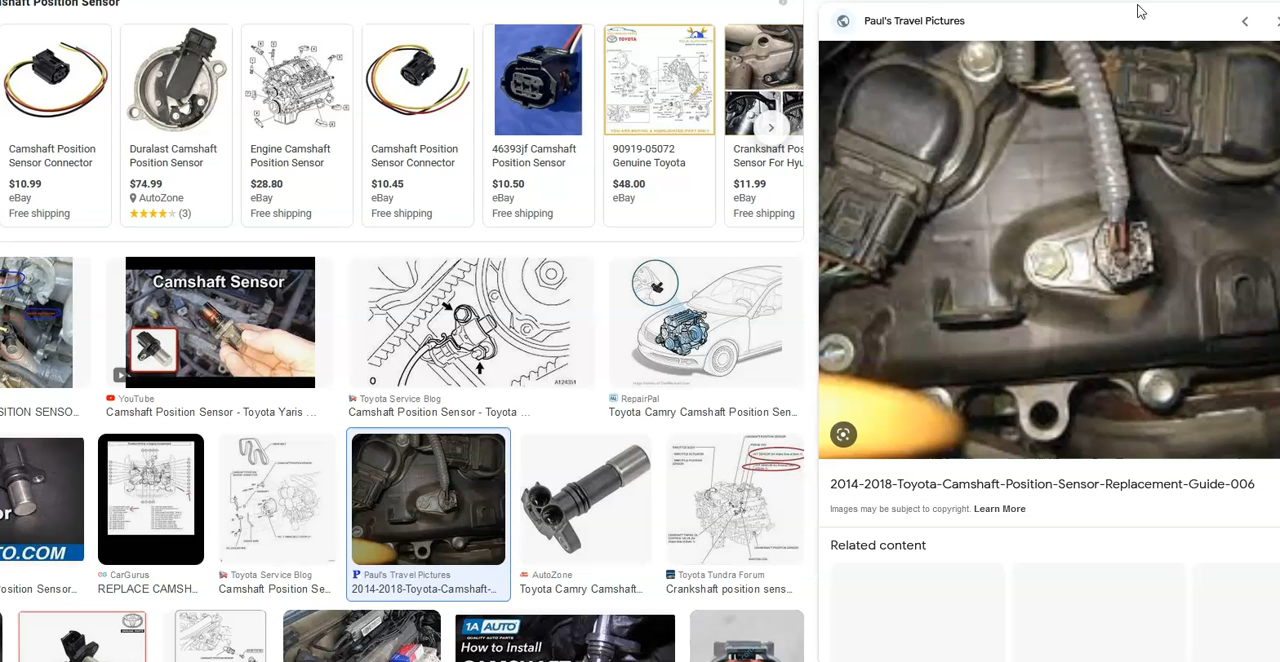 Sensor
Camshaft Position
Sensor Connector
$10.99
eBay
Free shipping
Duralast Camshaft
Position Sensor
$74.99
AutoZone
(3)
Engine Camshaft
Position Sensor
$28.80
eBay
Free shipping
Camshaft Position
Sensor Connector
$10.45
eBay
Free shipping
46393jf Camshaft
Position Sensor
$10.50
eBay
Free shipping
TOYOTA
90919-05072
Genuine Toyota
$48.00
eBay
Crankshaft Pos
Sensor For Hyu
$11.99
eBay
Free shipping
Camshaft Sensor
YouTube
Camshaft Position Sensor - Toyota Yaris ...
A124351
Toyota Service Blog
Camshaft Position Sensor - Toyota ...
RepairPal
Toyota Camry Camshaft Position Sen...
CarGurus
REPLACE CAMSH...
Toyota Service Blog
Camshaft Position Se...
Paul's Travel Pictures
2014-2018-Toyota-Camshaft-...
AutoZone
Toyota Camry Camshaft...
Toyota Tundra Forum
Crankshaft position sens...
1A AUTO
QUALITY AUTO PARTS
How to Install
Paul's Travel Pictures
2014-2018-Toyota-Camshaft-Position-Sensor-Replacement-Guide-006
Images may be subject to copyright. Learn More
Related content